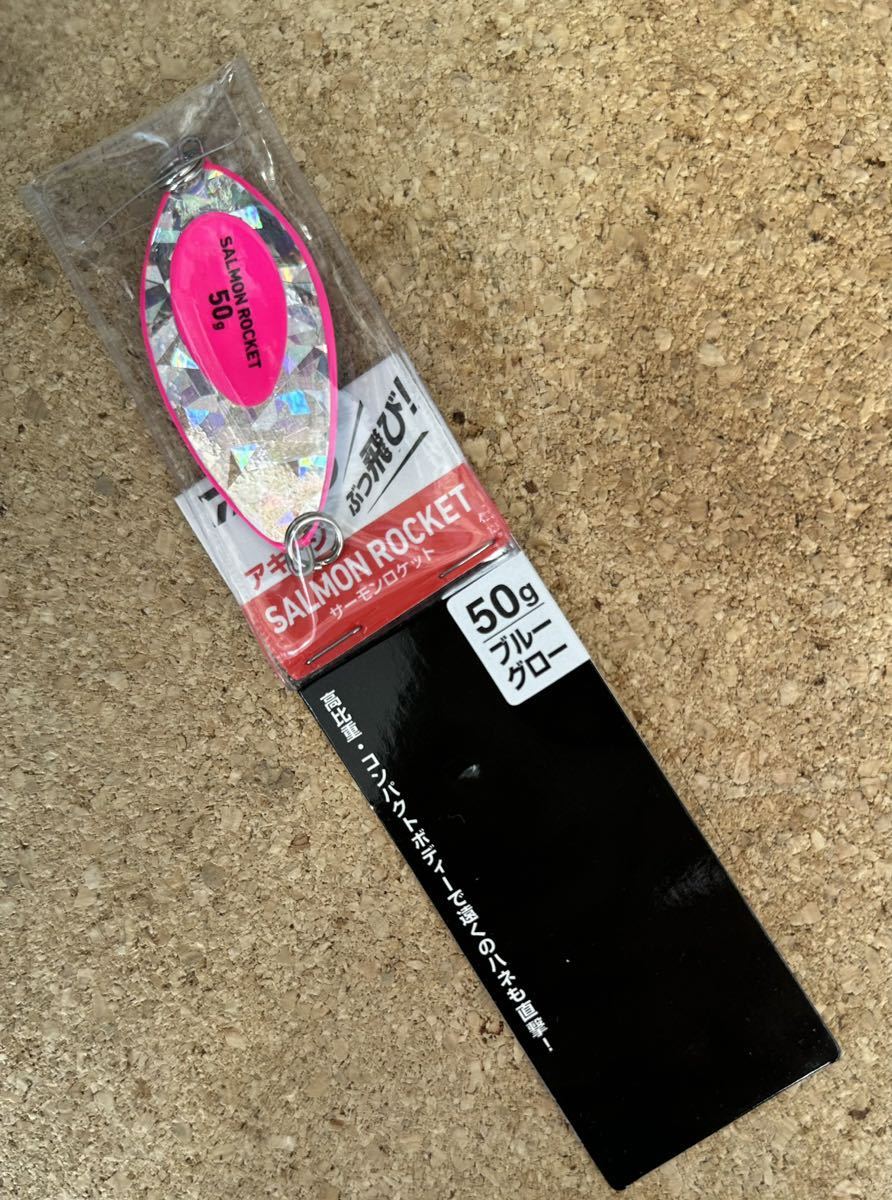 SALMON ROCKET
50g
ぶっ飛び!
アキ
SALMON ROCKET
サーモンロケット
50g
ブルー
グロー
高比重・コンパクトボディーで遠くのハネも直撃!